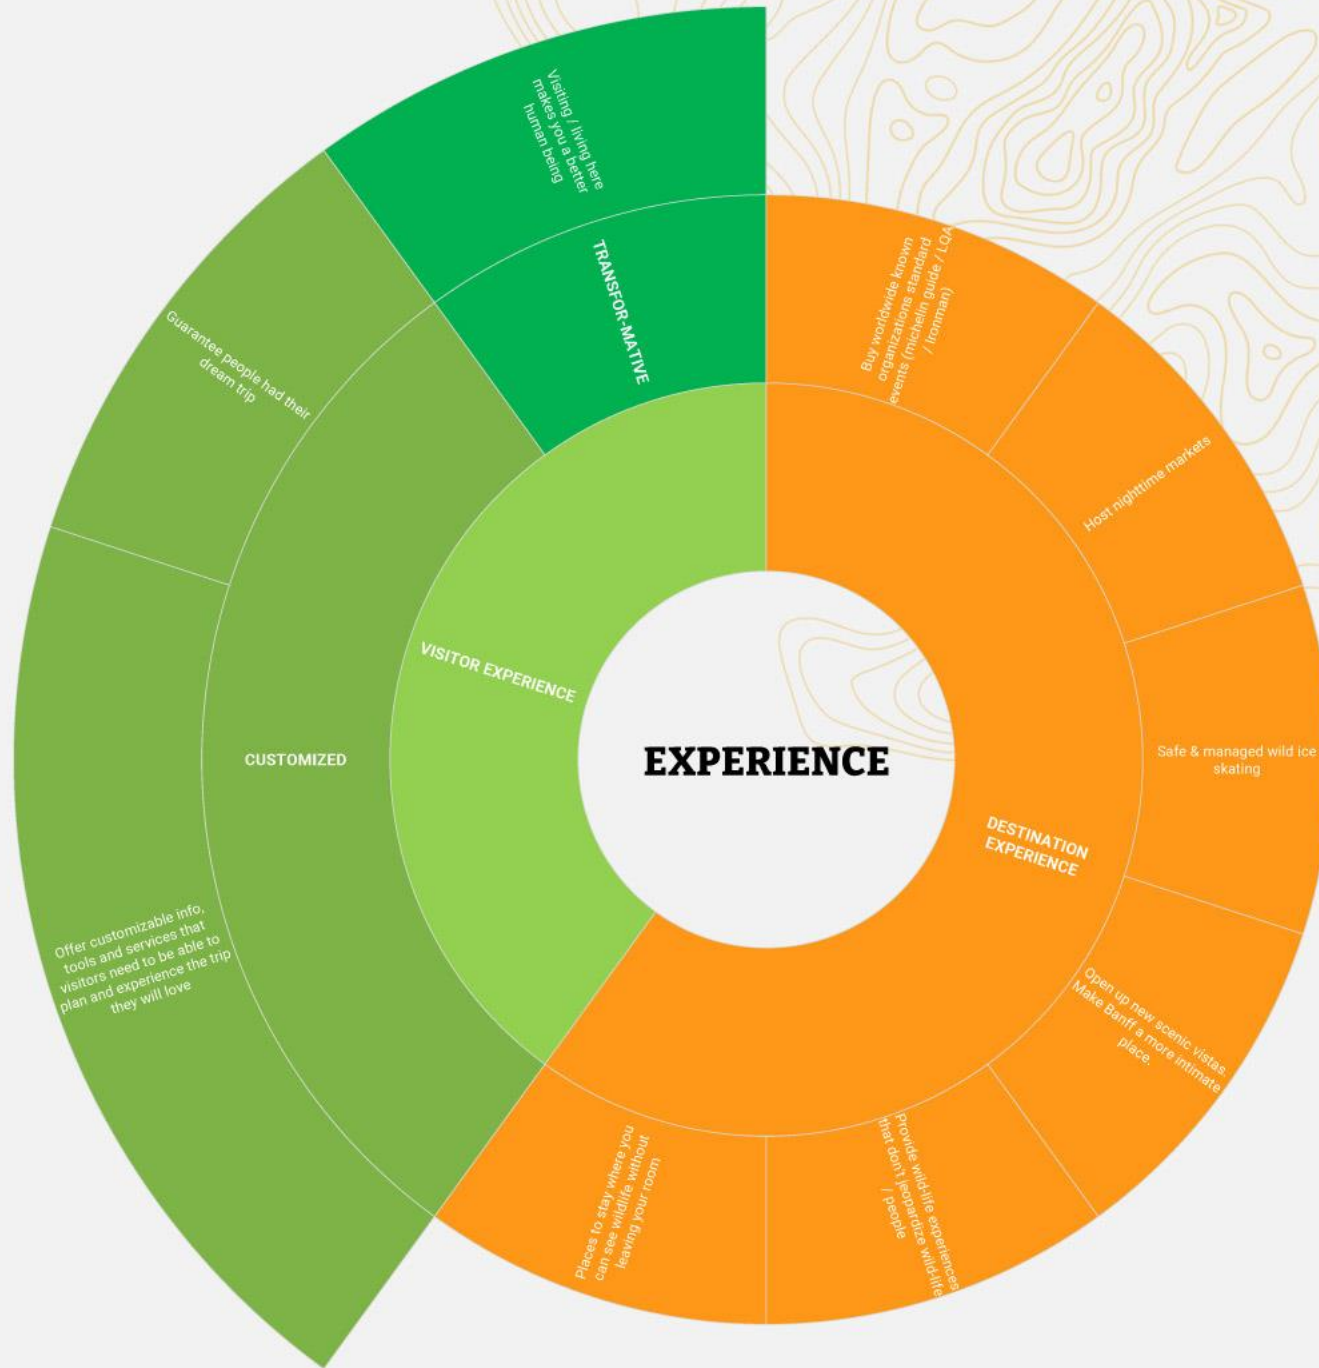 EXPERIENCE
VISITOR EXPERIENCE
TRANSFOR-MATIVE
Visiting / living here
makes you a better
human being
CUSTOMIZED
Guarantee people had their
dream trip
Offer customizable info,
tools and services that
visitors need to be able to
plan and experience the trip
they will love
DESTINATION
EXPERIENCE
Buy worldwide known
organizations standard
events (michelin guide / LQA
/ Ironman)
Host nighttime markets
Safe & managed wild ice
skating
Open up new scenic vistas.
Make Banff a more intimate
place.
Provide wild-life experiences
that don't jeopardize wild-life
/ people
Places to stay where you
can see wildlife without
leaving your room